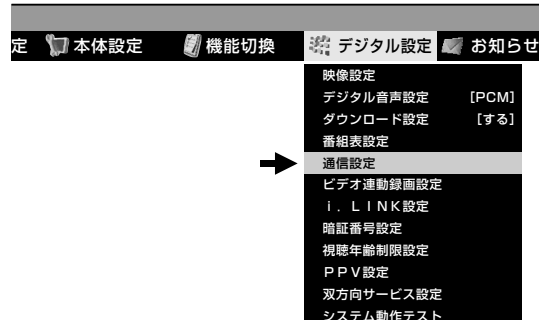 定 本体設定 機能切換 デジタル設定 お知らせ
映像設定
デジタル音声設定 [PCM]
ダウンロード設定 [する]
番組表設定
通信設定
ビデオ連動録画設定
ｉ．ＬＩＮＫ設定
暗証番号設定
視聴年齢制限設定
ＰＰＶ設定
双方向サービス設定
システム動作テスト